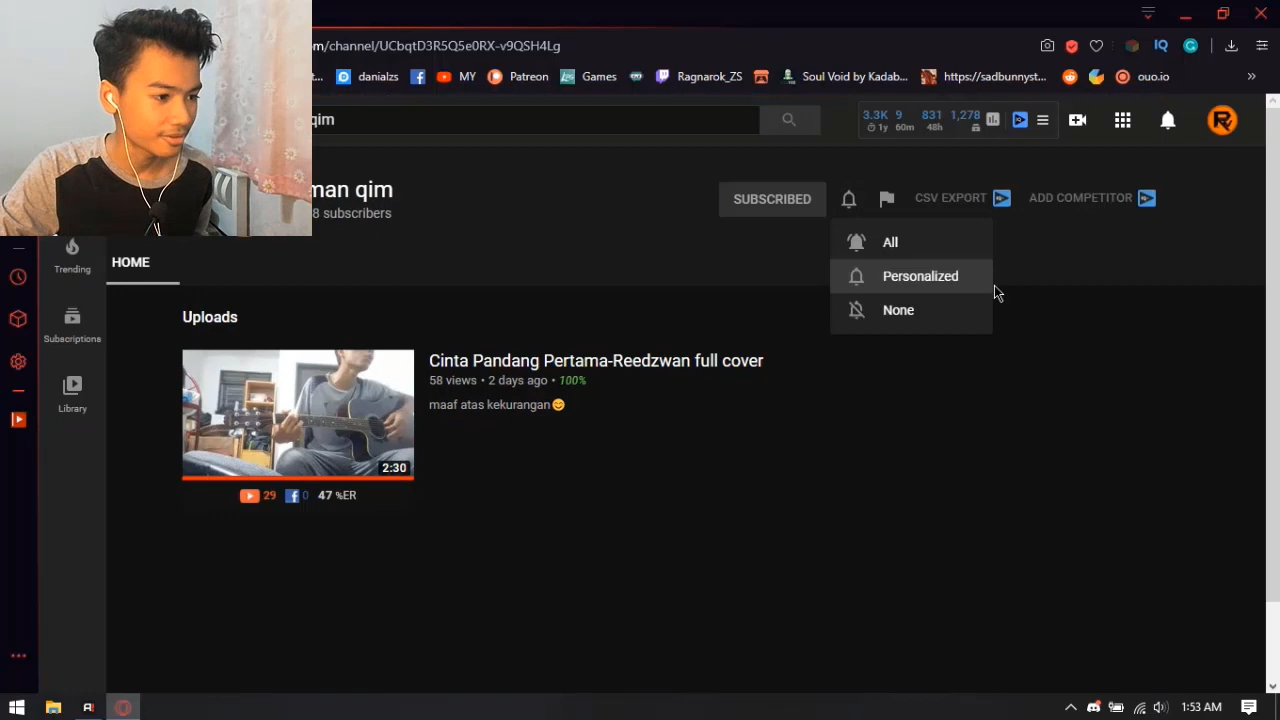 om/channel/UCbqtD3R5Q5e0RX-v9QSH4Lg
t... danialzs MY Patreon Games Ragnarok_ZS Soul Void by Kadab... https://sadbunnyst... ouo.io »
qim
3.3K 9 831 1,278
1y 60m 48h
man qim
8 subscribers
SUBSCRIBED
CSV EXPORT
ADD COMPETITOR
All
Personalized
None
Trending
Subscriptions
Library
HOME
Uploads
Cinta Pandang Pertama-Reedzwan full cover
58 views • 2 days ago • 100%
maaf atas kekurangan😊
2:30
29 0 47 %ER
1:53 AM